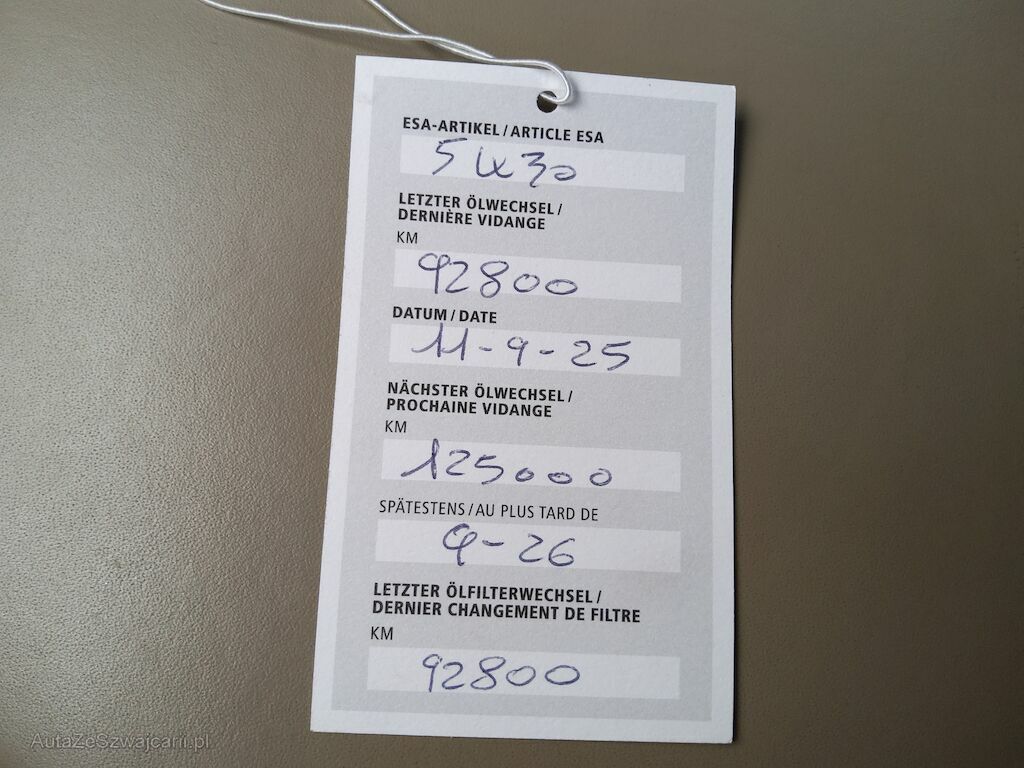 ESA-ARTIKEL / ARTICLE ESA
5W30
LETZTER ÖLWECHSEL /
DERNIÈRE VIDANGE
KM
92800
DATUM / DATE
11-9-25
NÄCHSTER ÖLWECHSEL /
PROCHAINE VIDANGE
KM
125000
SPÄTESTENS / AU PLUS TARD DE
9-26
LETZTER ÖLFILTERWECHSEL /
DERNIER CHANGEMENT DE FILTRE
KM
92800
AutaZeSzwajcarii.pl